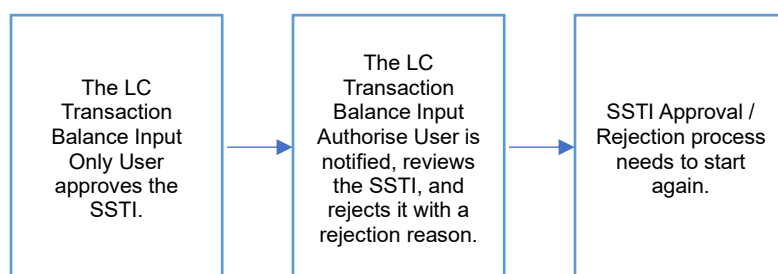 The LC
Transaction
Balance Input
Only User
approves the
SSTI.
The LC
Transaction
Balance Input
Authorise User is
notified, reviews
the SSTI, and
rejects it with a
rejection reason.
SSTI Approval /
Rejection process
needs to start
again.